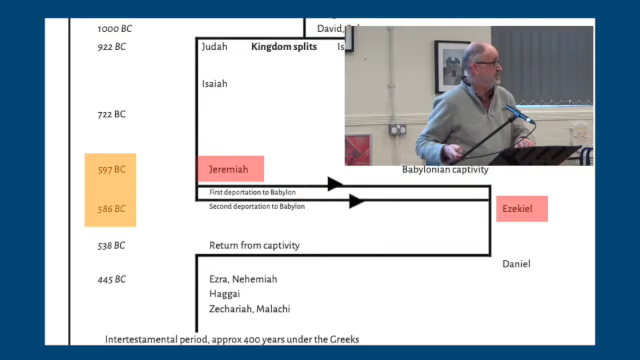 1000 BC
David,
922 BC Judah Kingdom splits
Isaiah
722 BC
597 BC Jeremiah Babylonian captivity
First deportation to Babylon
586 BC Second deportation to Babylon Ezekiel
538 BC Return from captivity
Daniel
445 BC Ezra, Nehemiah
Haggai
Zechariah, Malachi
Intertestamental period, approx 400 years under the Greeks